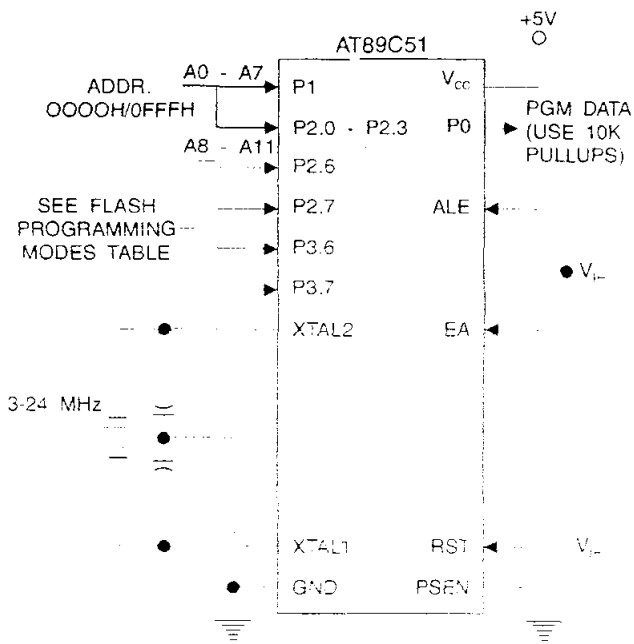 +5V
AT89C51
A0 - A7
ADDR.
OOOOH/0FFFH
P1
VCC
P2.0 - P2.3
P0
PGM DATA
(USE 10K
PULLUPS)
A8 - A11
P2.6
SEE FLASH
PROGRAMMING
MODES TABLE
P2.7
ALE
P3.6
P3.7
XTAL2
EA
3-24 MHz
XTAL1
RST
GND
PSEN